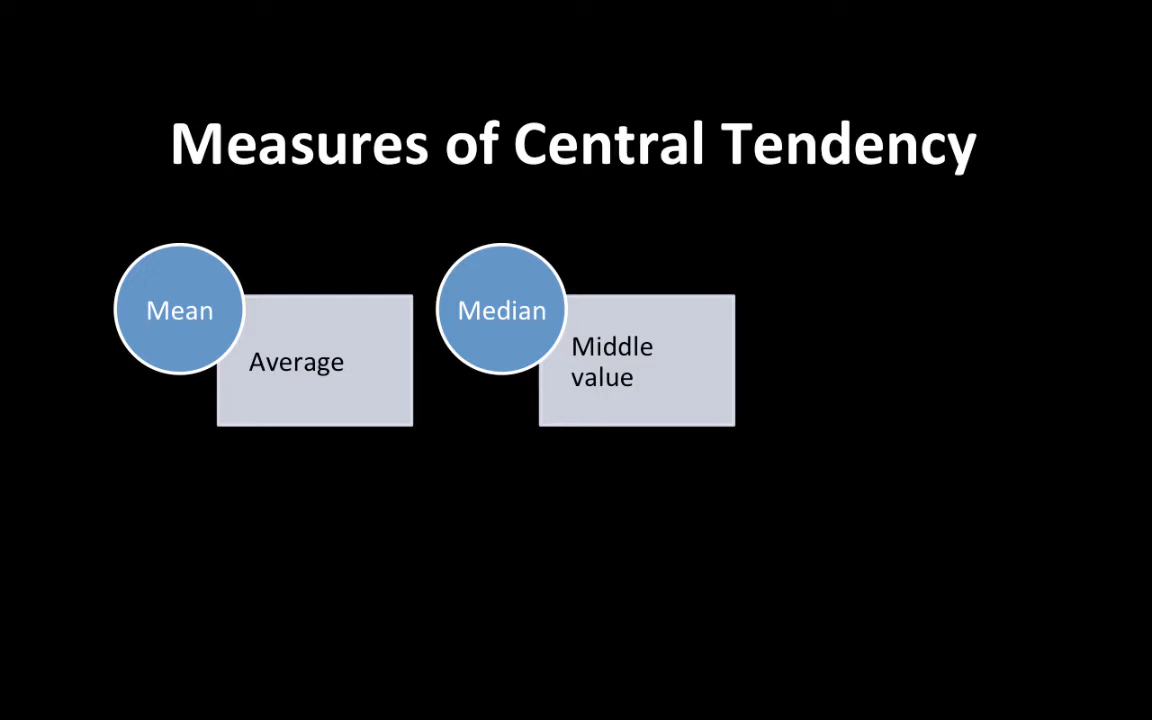 Measures of Central Tendency
Mean
Average
Median
Middle
value